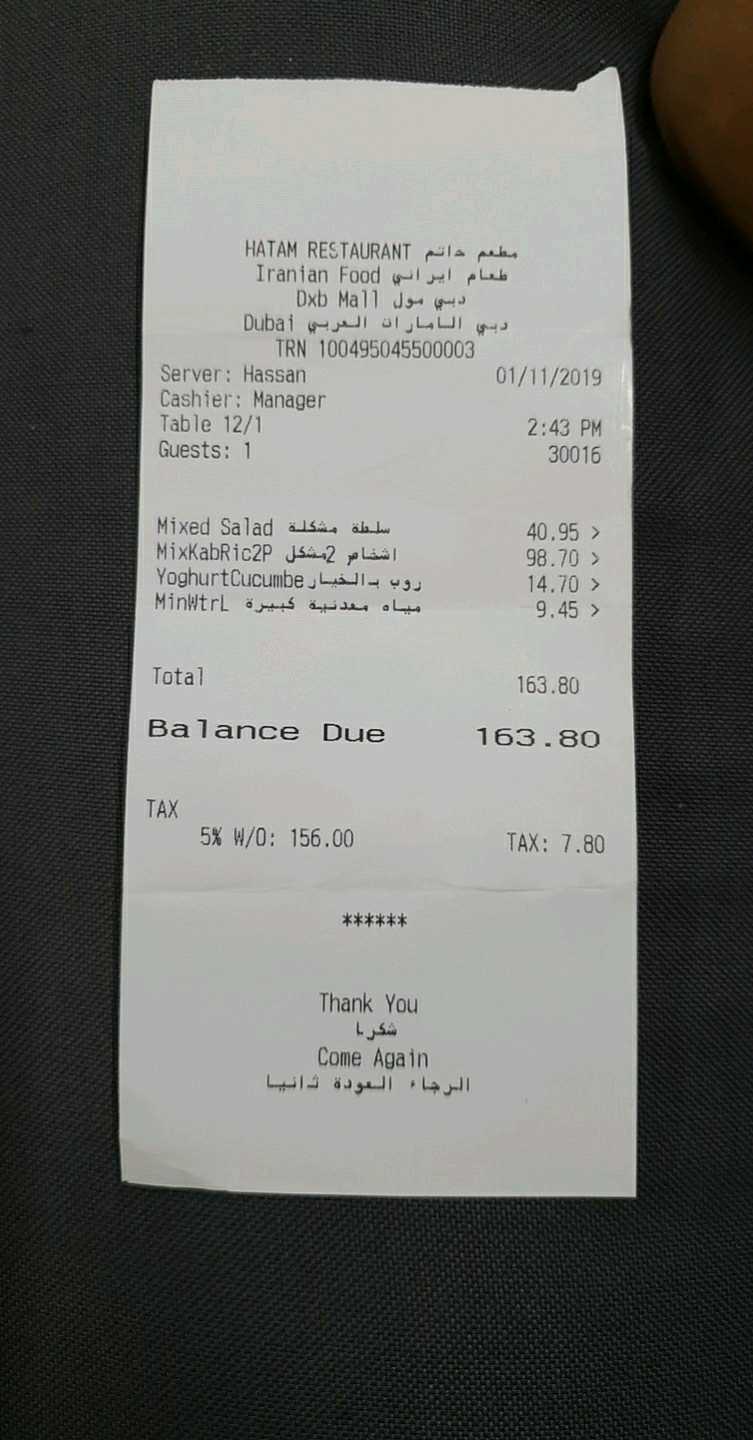 HATAM RESTAURANT مطعم حاتم
Iranian Food طعام ايراني
Dxb Mall دبي مول
Dubai دبي الامارات العربي
TRN 100495045500003
Server: Hassan 01/11/2019
Cashier: Manager
Table 12/1 2:43 PM
Guests: 1 30016
Mixed Salad سلطة مشكلة 40.95 >
MixKabRic2P اشخاص 2مشكل 98.70 >
YoghurtCucumbe روب بالخيار 14.70 >
MinWtrL مياه معدنية كبيرة 9.45 >
Total 163.80
Balance Due 163.80
TAX
5% W/O: 156.00 TAX: 7.80
******
Thank You
شكرا
Come Again
الرجاء العودة ثانيا